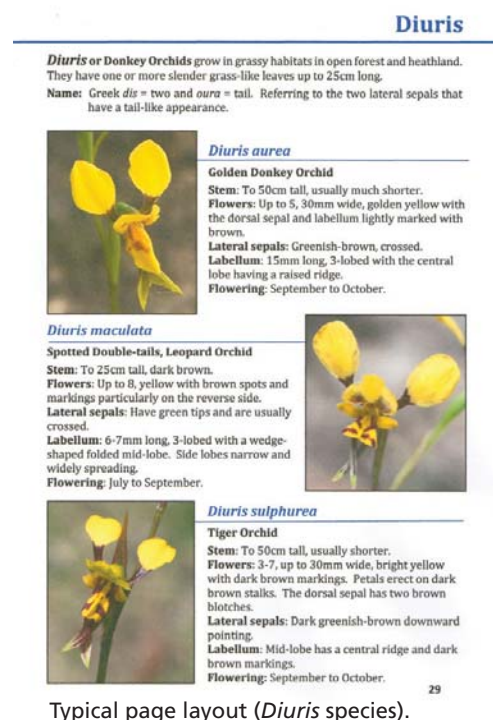 Diuris
Diuris or Donkey Orchids grow in grassy habitats in open forest and heathland.
They have one or more slender grass-like leaves up to 25cm long.
Name: Greek dis = two and oura = tail. Referring to the two lateral sepals that
have a tail-like appearance.
Diuris aurea
Golden Donkey Orchid
Stem: To 50cm tall, usually much shorter.
Flowers: Up to 5, 30mm wide, golden yellow with
the dorsal sepal and labellum lightly marked with
brown.
Lateral sepals: Greenish-brown, crossed.
Labellum: 15mm long, 3-lobed with the central
lobe having a raised ridge.
Flowering: September to October.
Diuris maculata
Spotted Double-tails, Leopard Orchid
Stem: To 25cm tall, dark brown.
Flowers: Up to 8, yellow with brown spots and
markings particularly on the reverse side.
Lateral sepals: Have green tips and are usually
crossed.
Labellum: 6-7mm long, 3-lobed with a wedge-
shaped folded mid-lobe. Side lobes narrow and
widely spreading.
Flowering: July to September.
Diuris sulphurea
Tiger Orchid
Stem: To 50cm tall, usually shorter.
Flowers: 3-7, up to 30mm wide, bright yellow
with dark brown markings. Petals erect on dark
brown stalks. The dorsal sepal has two brown
blotches.
Lateral sepals: Dark greenish-brown downward
pointing.
Labellum: Mid-lobe has a central ridge and dark
brown markings.
Flowering: September to October.
29
Typical page layout (Diuris species).